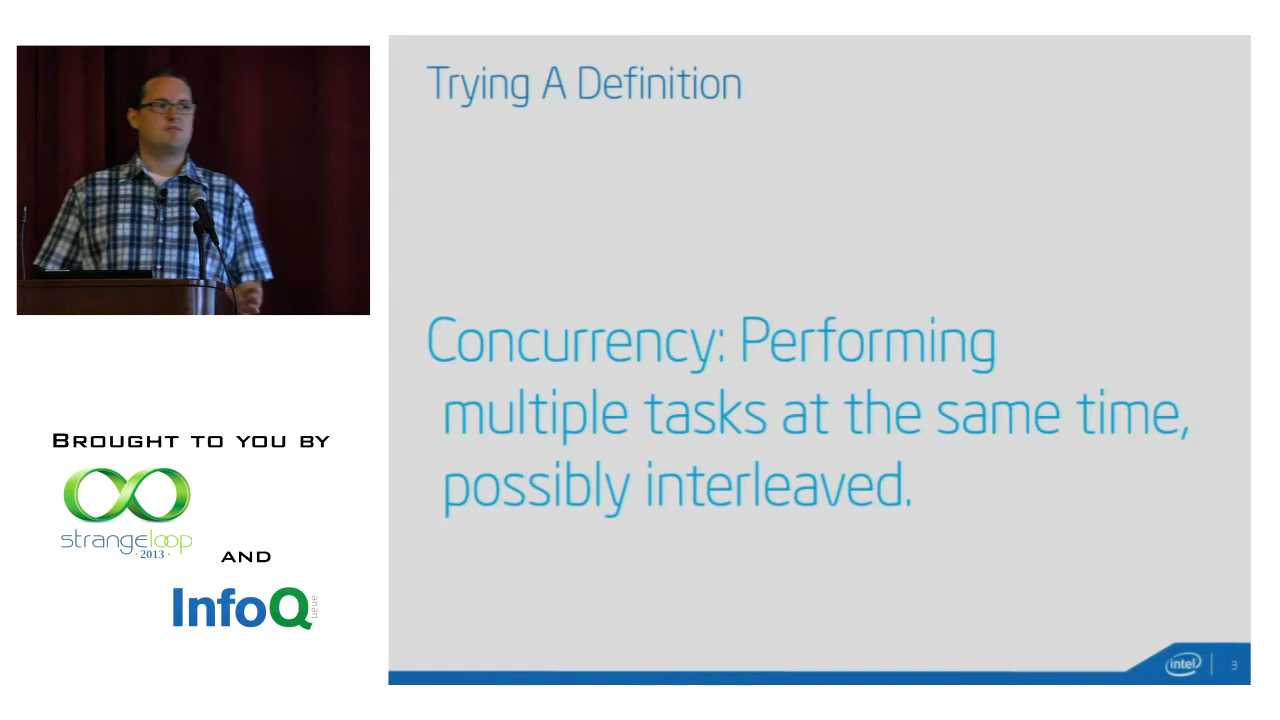 Trying A Definition
Concurrency: Performing
multiple tasks at the same time,
possibly interleaved.
BROUGHT TO YOU BY
strangeloop
· 2013 ·
AND
InfoQ
ueue
intel
3